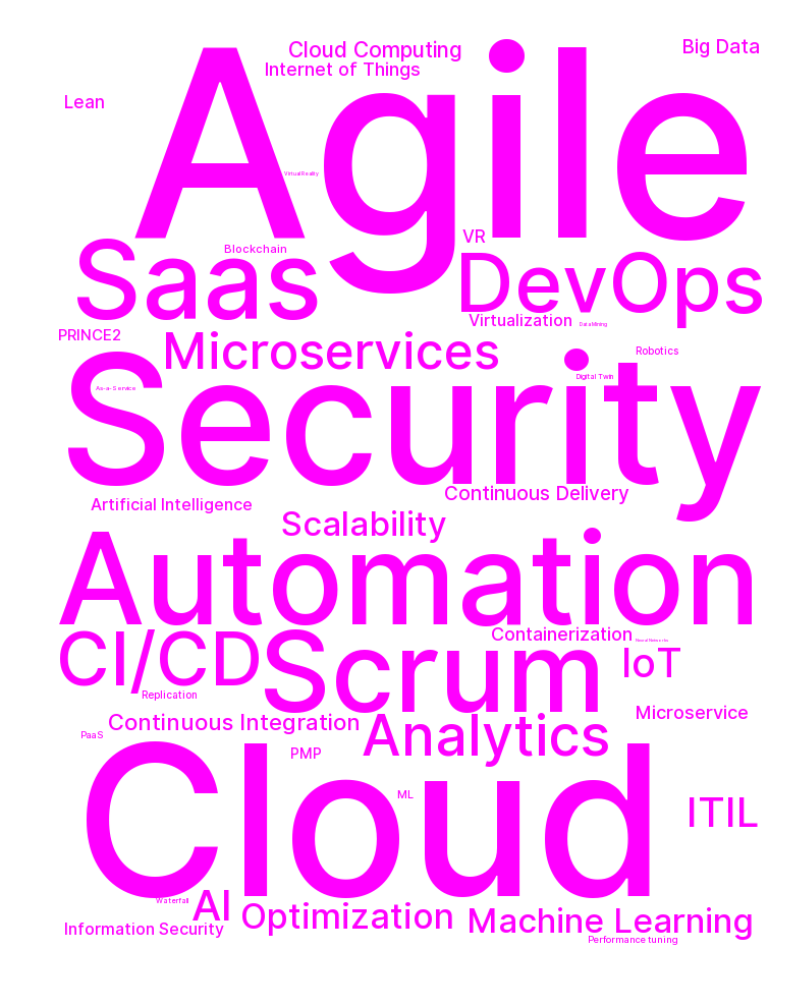 Cloud Computing
Big Data
Internet of Things
Agile
Lean
Virtual Reality
VR
Blockchain
Saas
DevOps
Virtualization
Data Mining
PRINCE2
Microservices
Robotics
Security
Digital Twin
As-a-Service
Continuous Delivery
Artificial Intelligence
Scalability
Automation
Containerization
Neural Networks
CI/CD
Scrum
IoT
Replication
Microservice
Continuous Integration
Analytics
PaaS
PMP
Cloud
ML
ITIL
Waterfall
AI
Optimization
Machine Learning
Information Security
Performance tuning